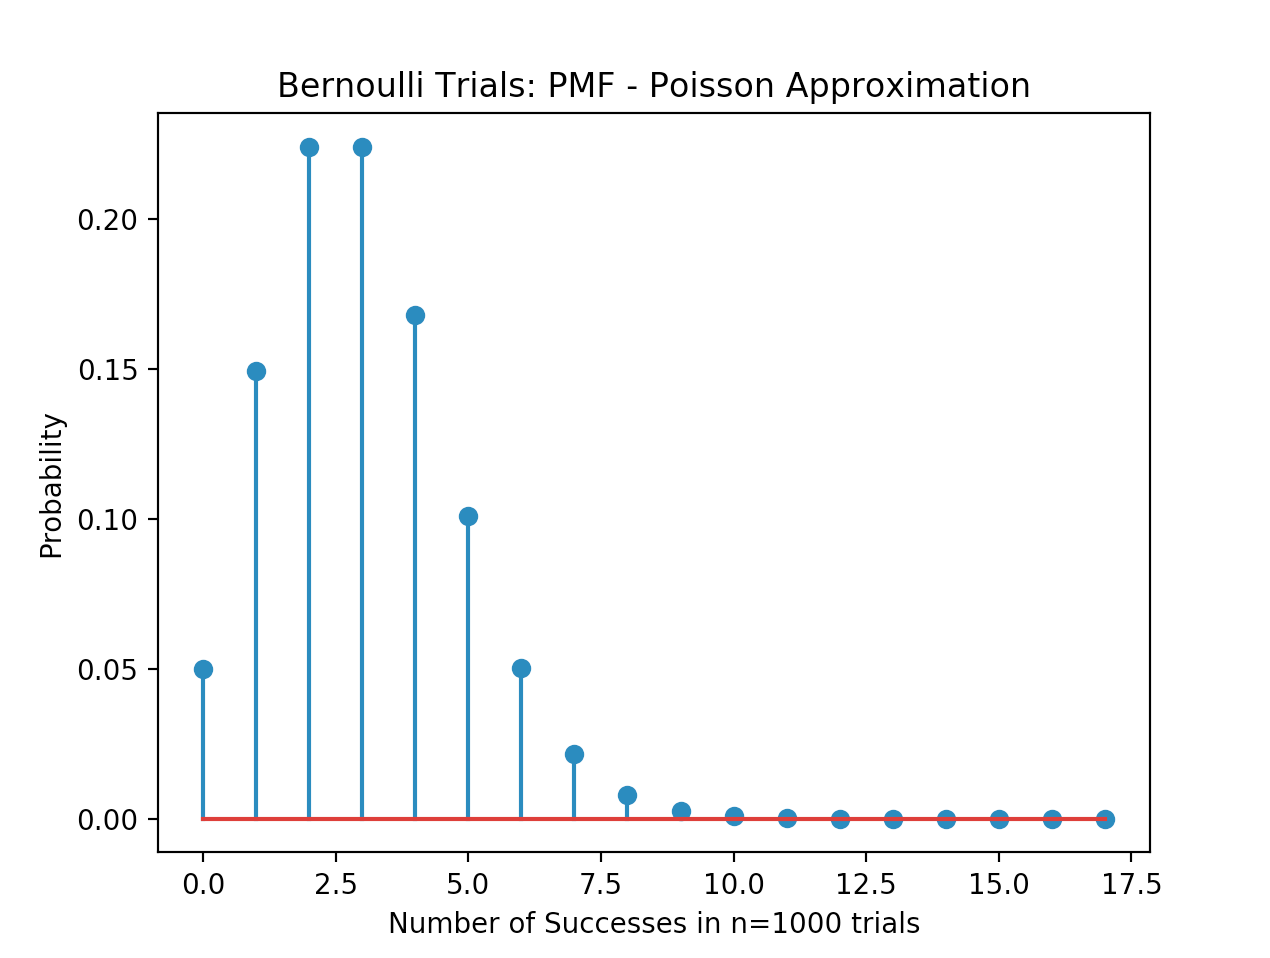 Bernoulli Trials: PMF - Poisson Approximation
0.20
0.15
0.10
0.05
0.00
Probability
0.0 2.5 5.0 7.5 10.0 12.5 15.0 17.5
Number of Successes in n=1000 trials